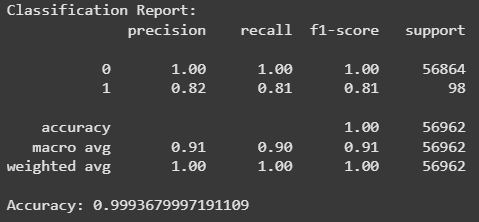 Classification Report:
precision recall f1-score support
0 1.00 1.00 1.00 56864
1 0.82 0.81 0.81 98
accuracy 1.00 56962
macro avg 0.91 0.90 0.91 56962
weighted avg 1.00 1.00 1.00 56962
Accuracy: 0.9993679997191109